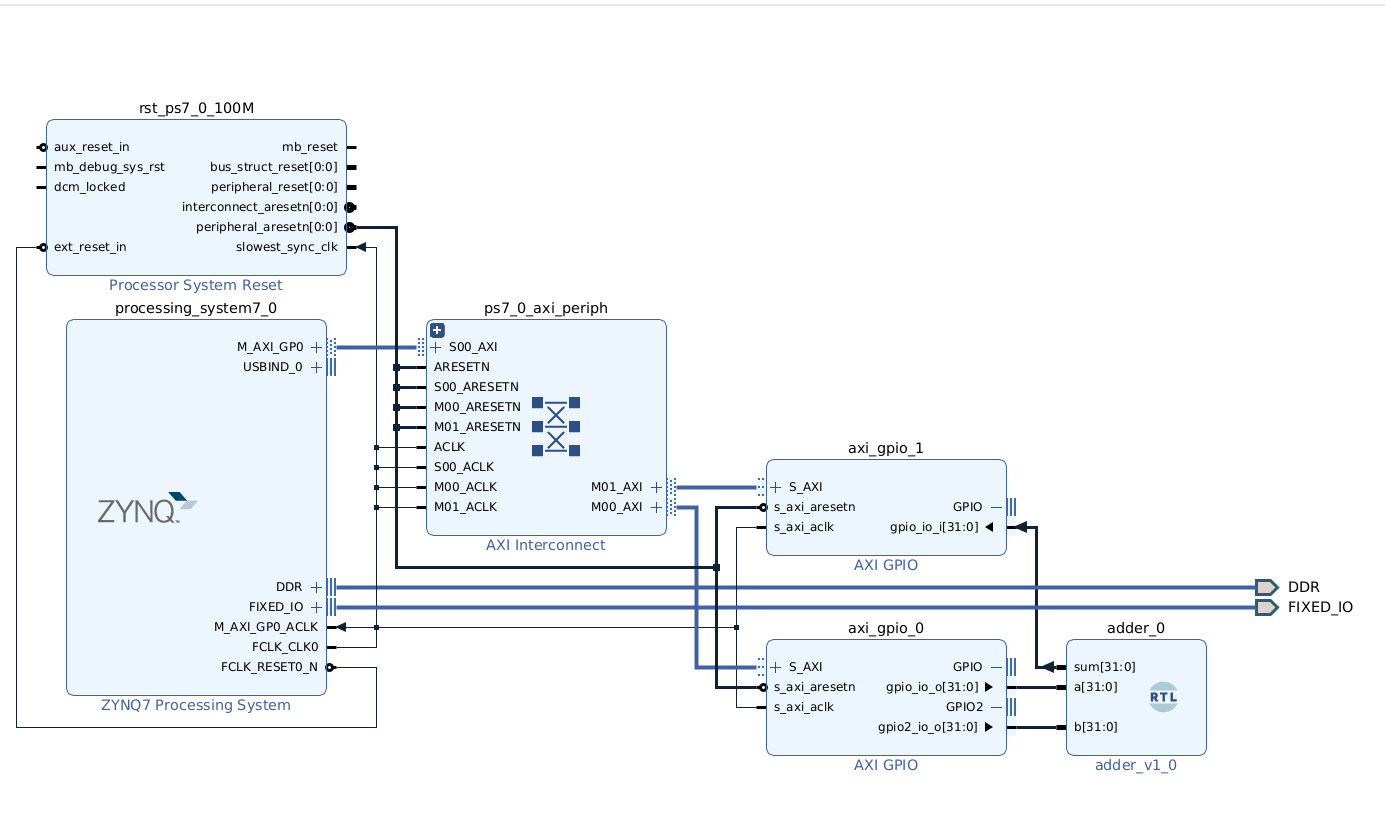 rst_ps7_0_100M
aux_reset_in
mb_debug_sys_rst
dcm_locked
ext_reset_in
mb_reset
bus_struct_reset[0:0]
peripheral_reset[0:0]
interconnect_aresetn[0:0]
peripheral_aresetn[0:0]
slowest_sync_clk
Processor System Reset
processing_system7_0
M_AXI_GP0
USBIND_0
ZYNQ
DDR
FIXED_IO
M_AXI_GP0_ACLK
FCLK_CLK0
FCLK_RESET0_N
ZYNQ7 Processing System
ps7_0_axi_periph
S00_AXI
ARESETN
S00_ARESETN
M00_ARESETN
M01_ARESETN
ACLK
S00_ACLK
M00_ACLK
M01_ACLK
M01_AXI
M00_AXI
AXI Interconnect
axi_gpio_1
S_AXI
s_axi_aresetn
s_axi_aclk
GPIO
gpio_io_i[31:0]
AXI GPIO
DDR
FIXED_IO
axi_gpio_0
S_AXI
s_axi_aresetn
s_axi_aclk
GPIO
gpio_io_o[31:0]
GPIO2
gpio2_io_o[31:0]
AXI GPIO
adder_0
sum[31:0]
a[31:0]
b[31:0]
RTL
adder_v1_0